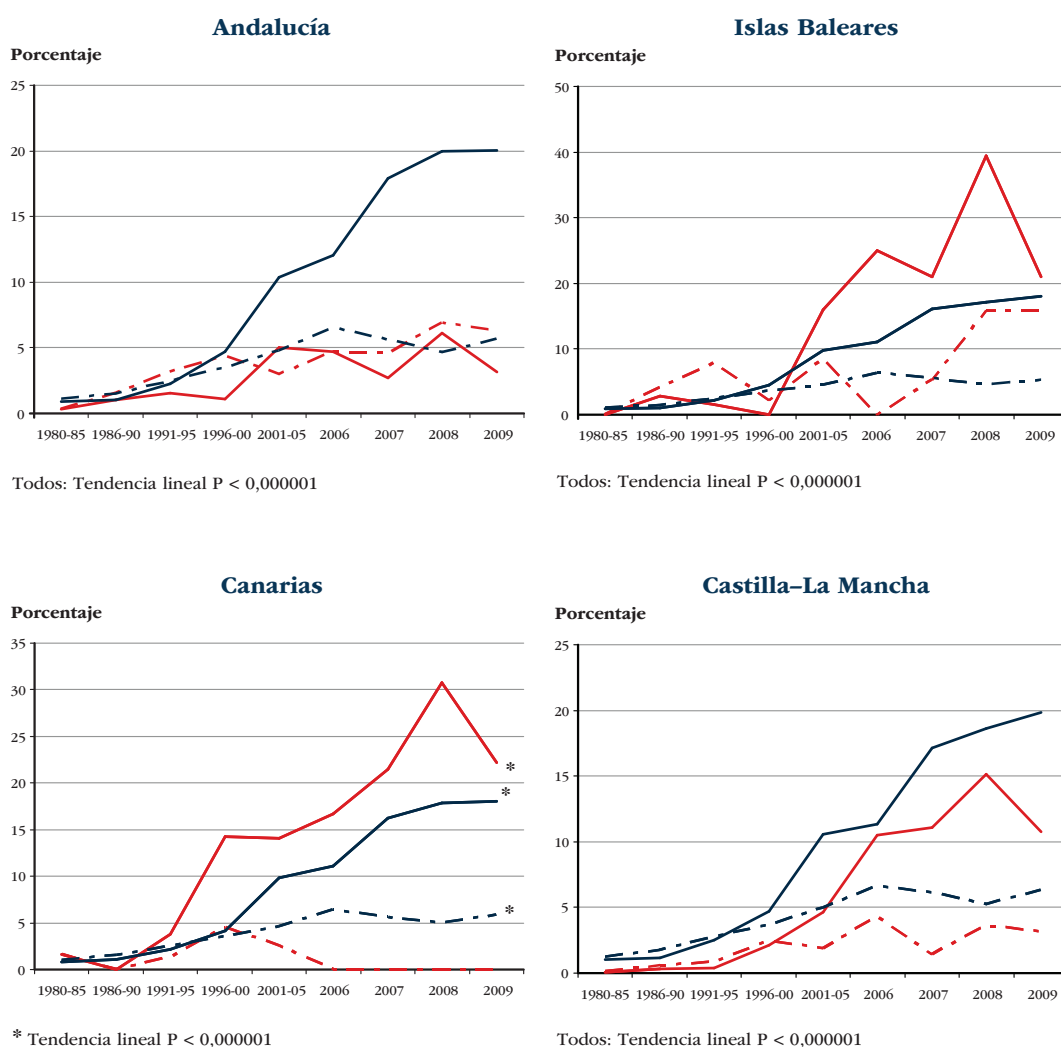 Andalucía
Porcentaje
25
20
15
10
5
0
1980-85 1986-90 1991-95 1996-00 2001-05 2006 2007 2008 2009
Todos: Tendencia lineal P < 0,000001
Islas Baleares
Porcentaje
50
40
30
20
10
0
1980-85 1986-90 1991-95 1996-00 2001-05 2006 2007 2008 2009
Todos: Tendencia lineal P < 0,000001
Canarias
Porcentaje
35
30
25
20
15
10
5
0
*
*
*
1980-85 1986-90 1991-95 1996-00 2001-05 2006 2007 2008 2009
* Tendencia lineal P < 0,000001
Castilla–La Mancha
Porcentaje
25
20
15
10
5
0
1980-85 1986-90 1991-95 1996-00 2001-05 2006 2007 2008 2009
Todos: Tendencia lineal P < 0,000001